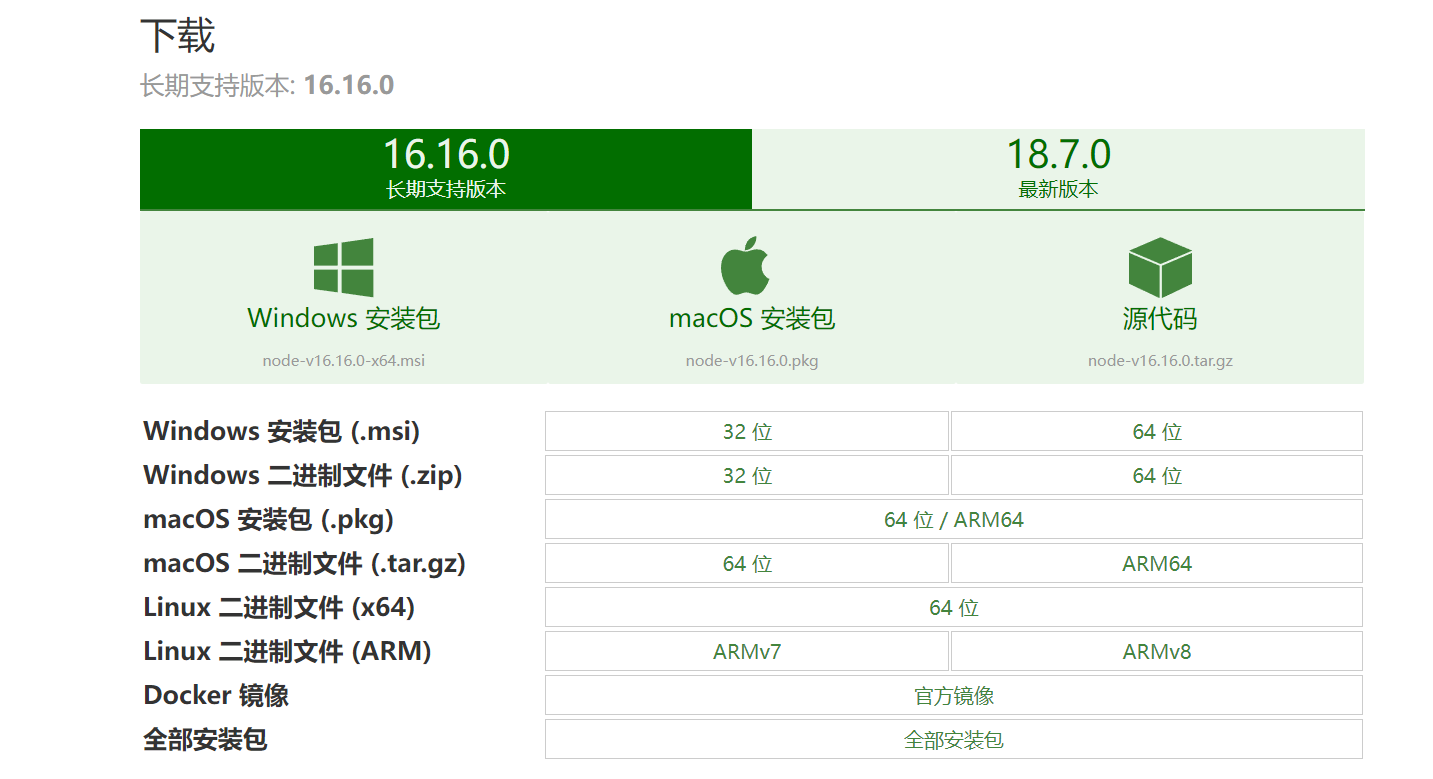 下载
长期支持版本: 16.16.0
16.16.0
长期支持版本
18.7.0
最新版本
Windows 安装包
node-v16.16.0-x64.msi
macOS 安装包
node-v16.16.0.pkg
源代码
node-v16.16.0.tar.gz
Windows 安装包 (.msi) 32 位 64 位
Windows 二进制文件 (.zip) 32 位 64 位
macOS 安装包 (.pkg) 64 位 / ARM64
macOS 二进制文件 (.tar.gz) 64 位 ARM64
Linux 二进制文件 (x64) 64 位
Linux 二进制文件 (ARM) ARMv7 ARMv8
Docker 镜像 官方镜像
全部安装包 全部安装包